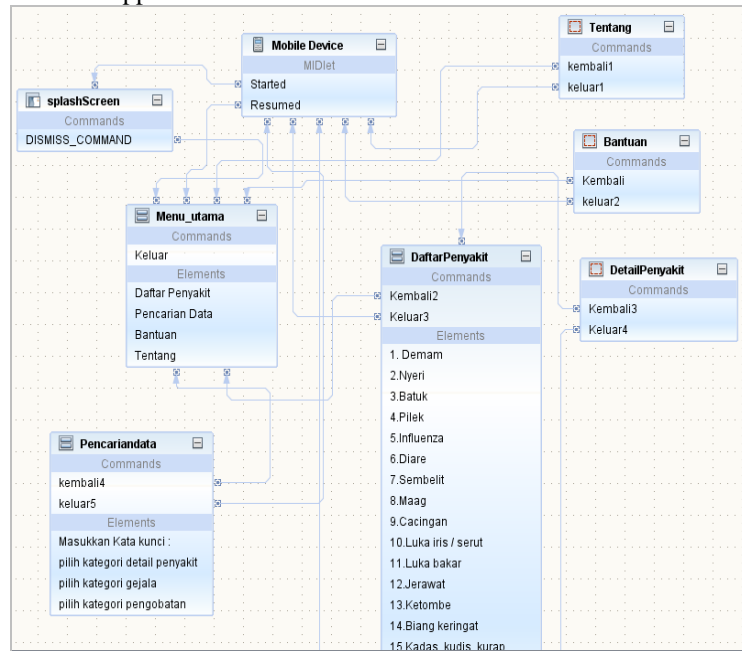 Mobile Device
MIDlet
Started
Resumed
Tentang
Commands
kembali1
keluar1
splashScreen
Commands
DISMISS_COMMAND
Bantuan
Commands
Kembali
keluar2
Menu_utama
Commands
Keluar
Elements
Daftar Penyakit
Pencarian Data
Bantuan
Tentang
DaftarPenyakit
Commands
Kembali2
Keluar3
Elements
1. Demam
2.Nyeri
3.Batuk
4.Pilek
5.Influenza
6.Diare
7.Sembelit
8.Maag
9.Cacingan
10.Luka iris / serut
11.Luka bakar
12.Jerawat
13.Ketombe
14.Biang keringat
15.Kadas, kudis, kurap
DetailPenyakit
Commands
Kembali3
Keluar4
Pencariandata
Commands
kembali4
keluar5
Elements
Masukkan Kata kunci :
pilih kategori detail penyakit
pilih kategori gejala
pilih kategori pengobatan